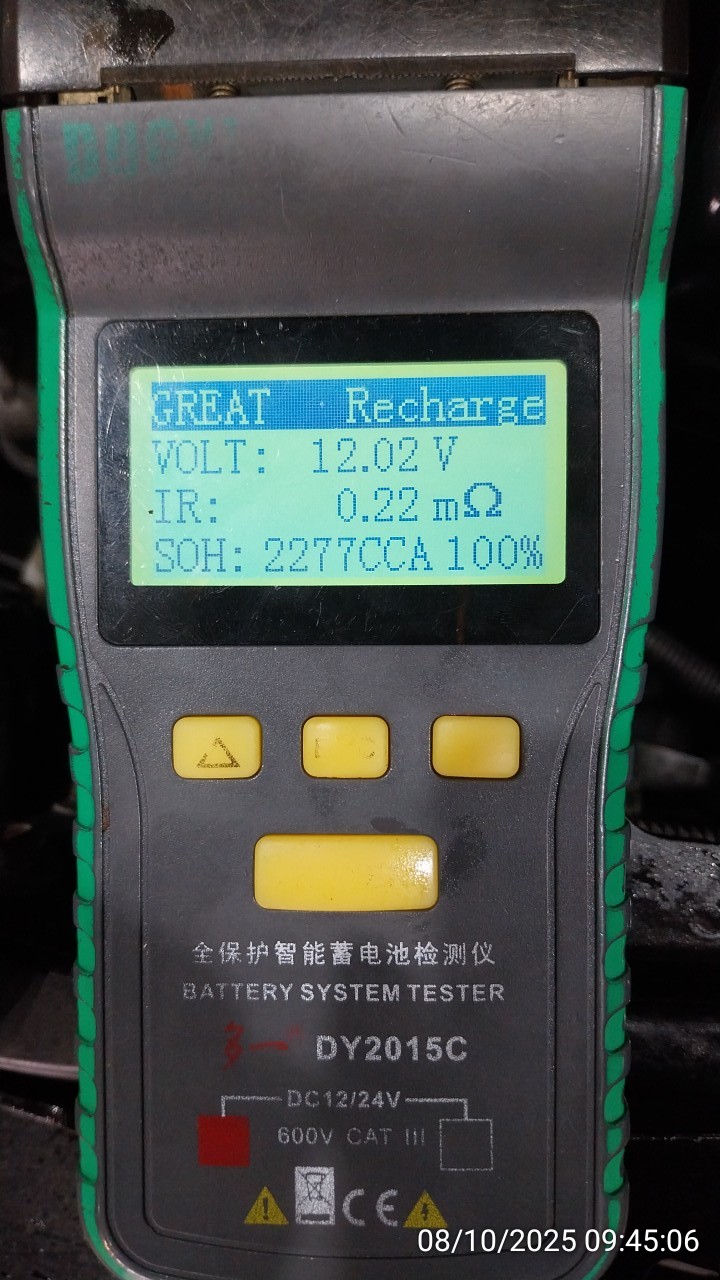 GREAT Recharge
VOLT: 12.02 V
IR: 0.22 mΩ
SOH: 2277CCA 100%
全保护智能蓄电池检测仪
BATTERY SYSTEM TESTER
DY2015C
DC12/24V
600V CAT III
CE
08/10/2025 09:45:06